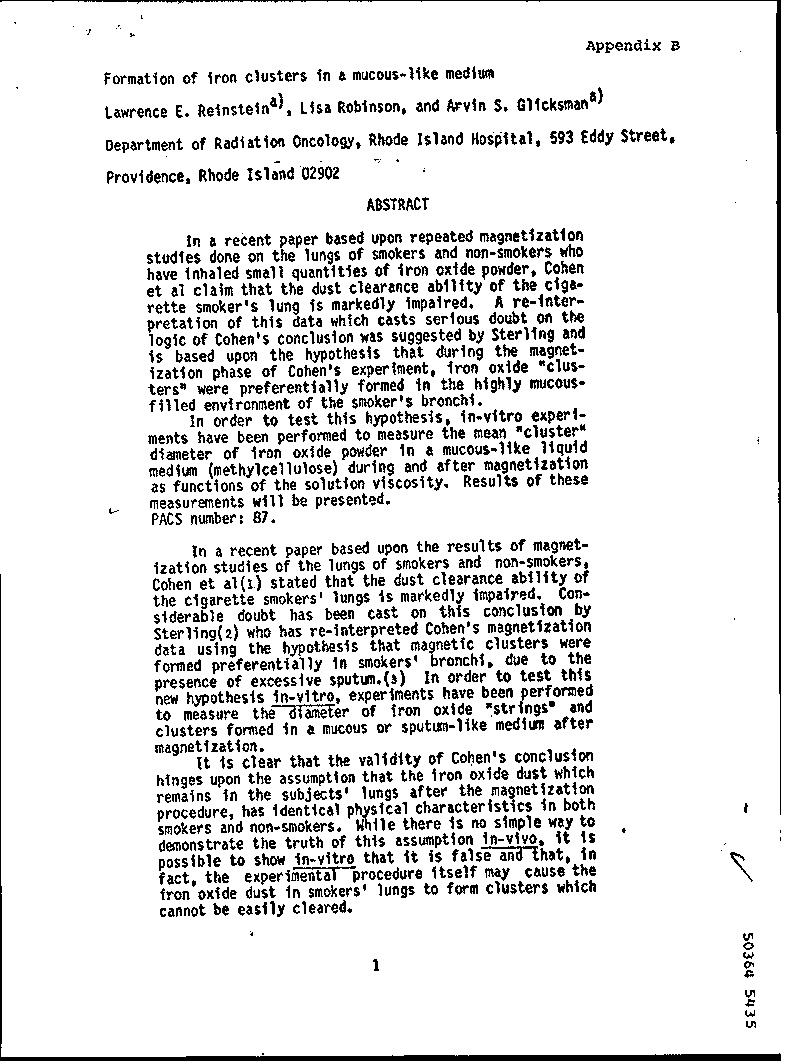 Appendix B
Formation of iron clusters in a mucous-like medium
Lawrence E. Reinstein a), Lisa Robinson, and Arvin S. Glicksman a)
Department of Radiation Oncology, Rhode Island Hospital, 593 Eddy Street,
Providence, Rhode Island 02902
ABSTRACT
In a recent paper based upon repeated magnetization
studies done on the lungs of smokers and non-smokers who
have inhaled small quantities of iron oxide powder, Cohen
et al claim that the dust clearance ability of the ciga-
rette smoker's lung is markedly impaired. A re-inter-
pretation of this data which casts serious doubt on the
logic of Cohen's conclusion was suggested by Sterling and
is based upon the hypothesis that during the magnet-
ization phase of Cohen's experiment, iron oxide "clus-
ters" were preferentially formed in the highly mucous-
filled environment of the smoker's bronchi.
In order to test this hypothesis, in-vitro experi-
ments have been performed to measure the mean "cluster"
diameter of iron oxide powder in a mucous-like liquid
medium (methylcellulose) during and after magnetization
as functions of the solution viscosity. Results of these
measurements will be presented.
PACS number: 87.
In a recent paper based upon the results of magnet-
ization studies of the lungs of smokers and non-smokers,
Cohen et al(1) stated that the dust clearance ability of
the cigarette smokers' lungs is markedly impaired. Con-
siderable doubt has been cast on this conclusion by
Sterling(2) who has re-interpreted Cohen's magnetization
data using the hypothesis that magnetic clusters were
formed preferentially in smokers' bronchi, due to the
presence of excessive sputum.(3) In order to test this
new hypothesis in-vitro, experiments have been performed
to measure the diameter of iron oxide "strings" and
clusters formed in a mucous or sputum-like medium after
magnetization.
It is clear that the validity of Cohen's conclusion
hinges upon the assumption that the iron oxide dust which
remains in the subjects' lungs after the magnetization
procedure, has identical physical characteristics in both
smokers and non-smokers. While there is no simple way to
demonstrate the truth of this assumption in-vivo, it is
possible to show in-vitro that it is false and that, in
fact, the experimental procedure itself may cause the
iron oxide dust in smokers' lungs to form clusters which
cannot be easily cleared.
1
50364 5435